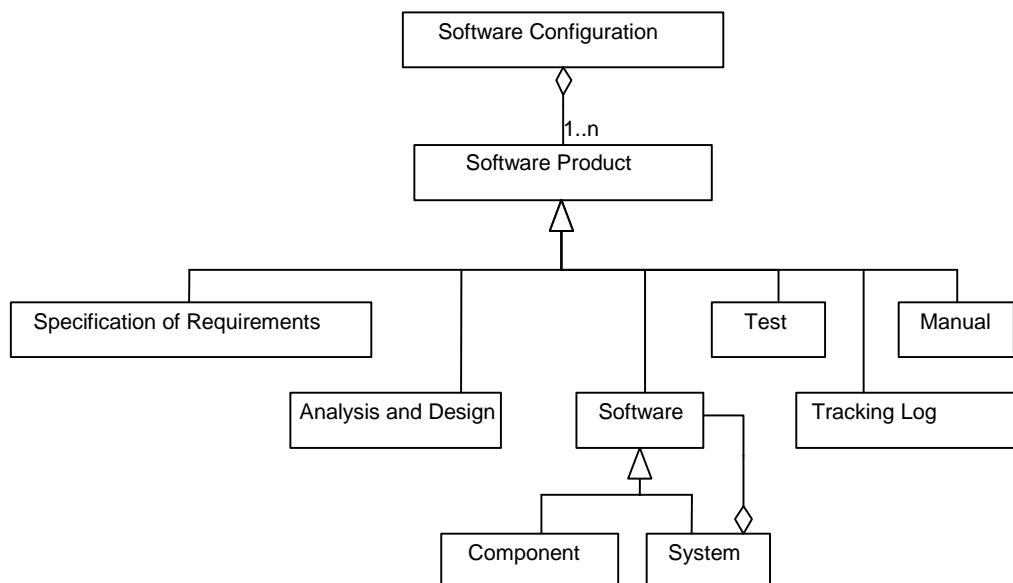 Software Configuration
1..n
Software Product
Specification of Requirements
Test
Manual
Analysis and Design
Software
Tracking Log
Component
System